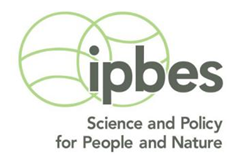 ipbes
Science and Policy
for People and Nature